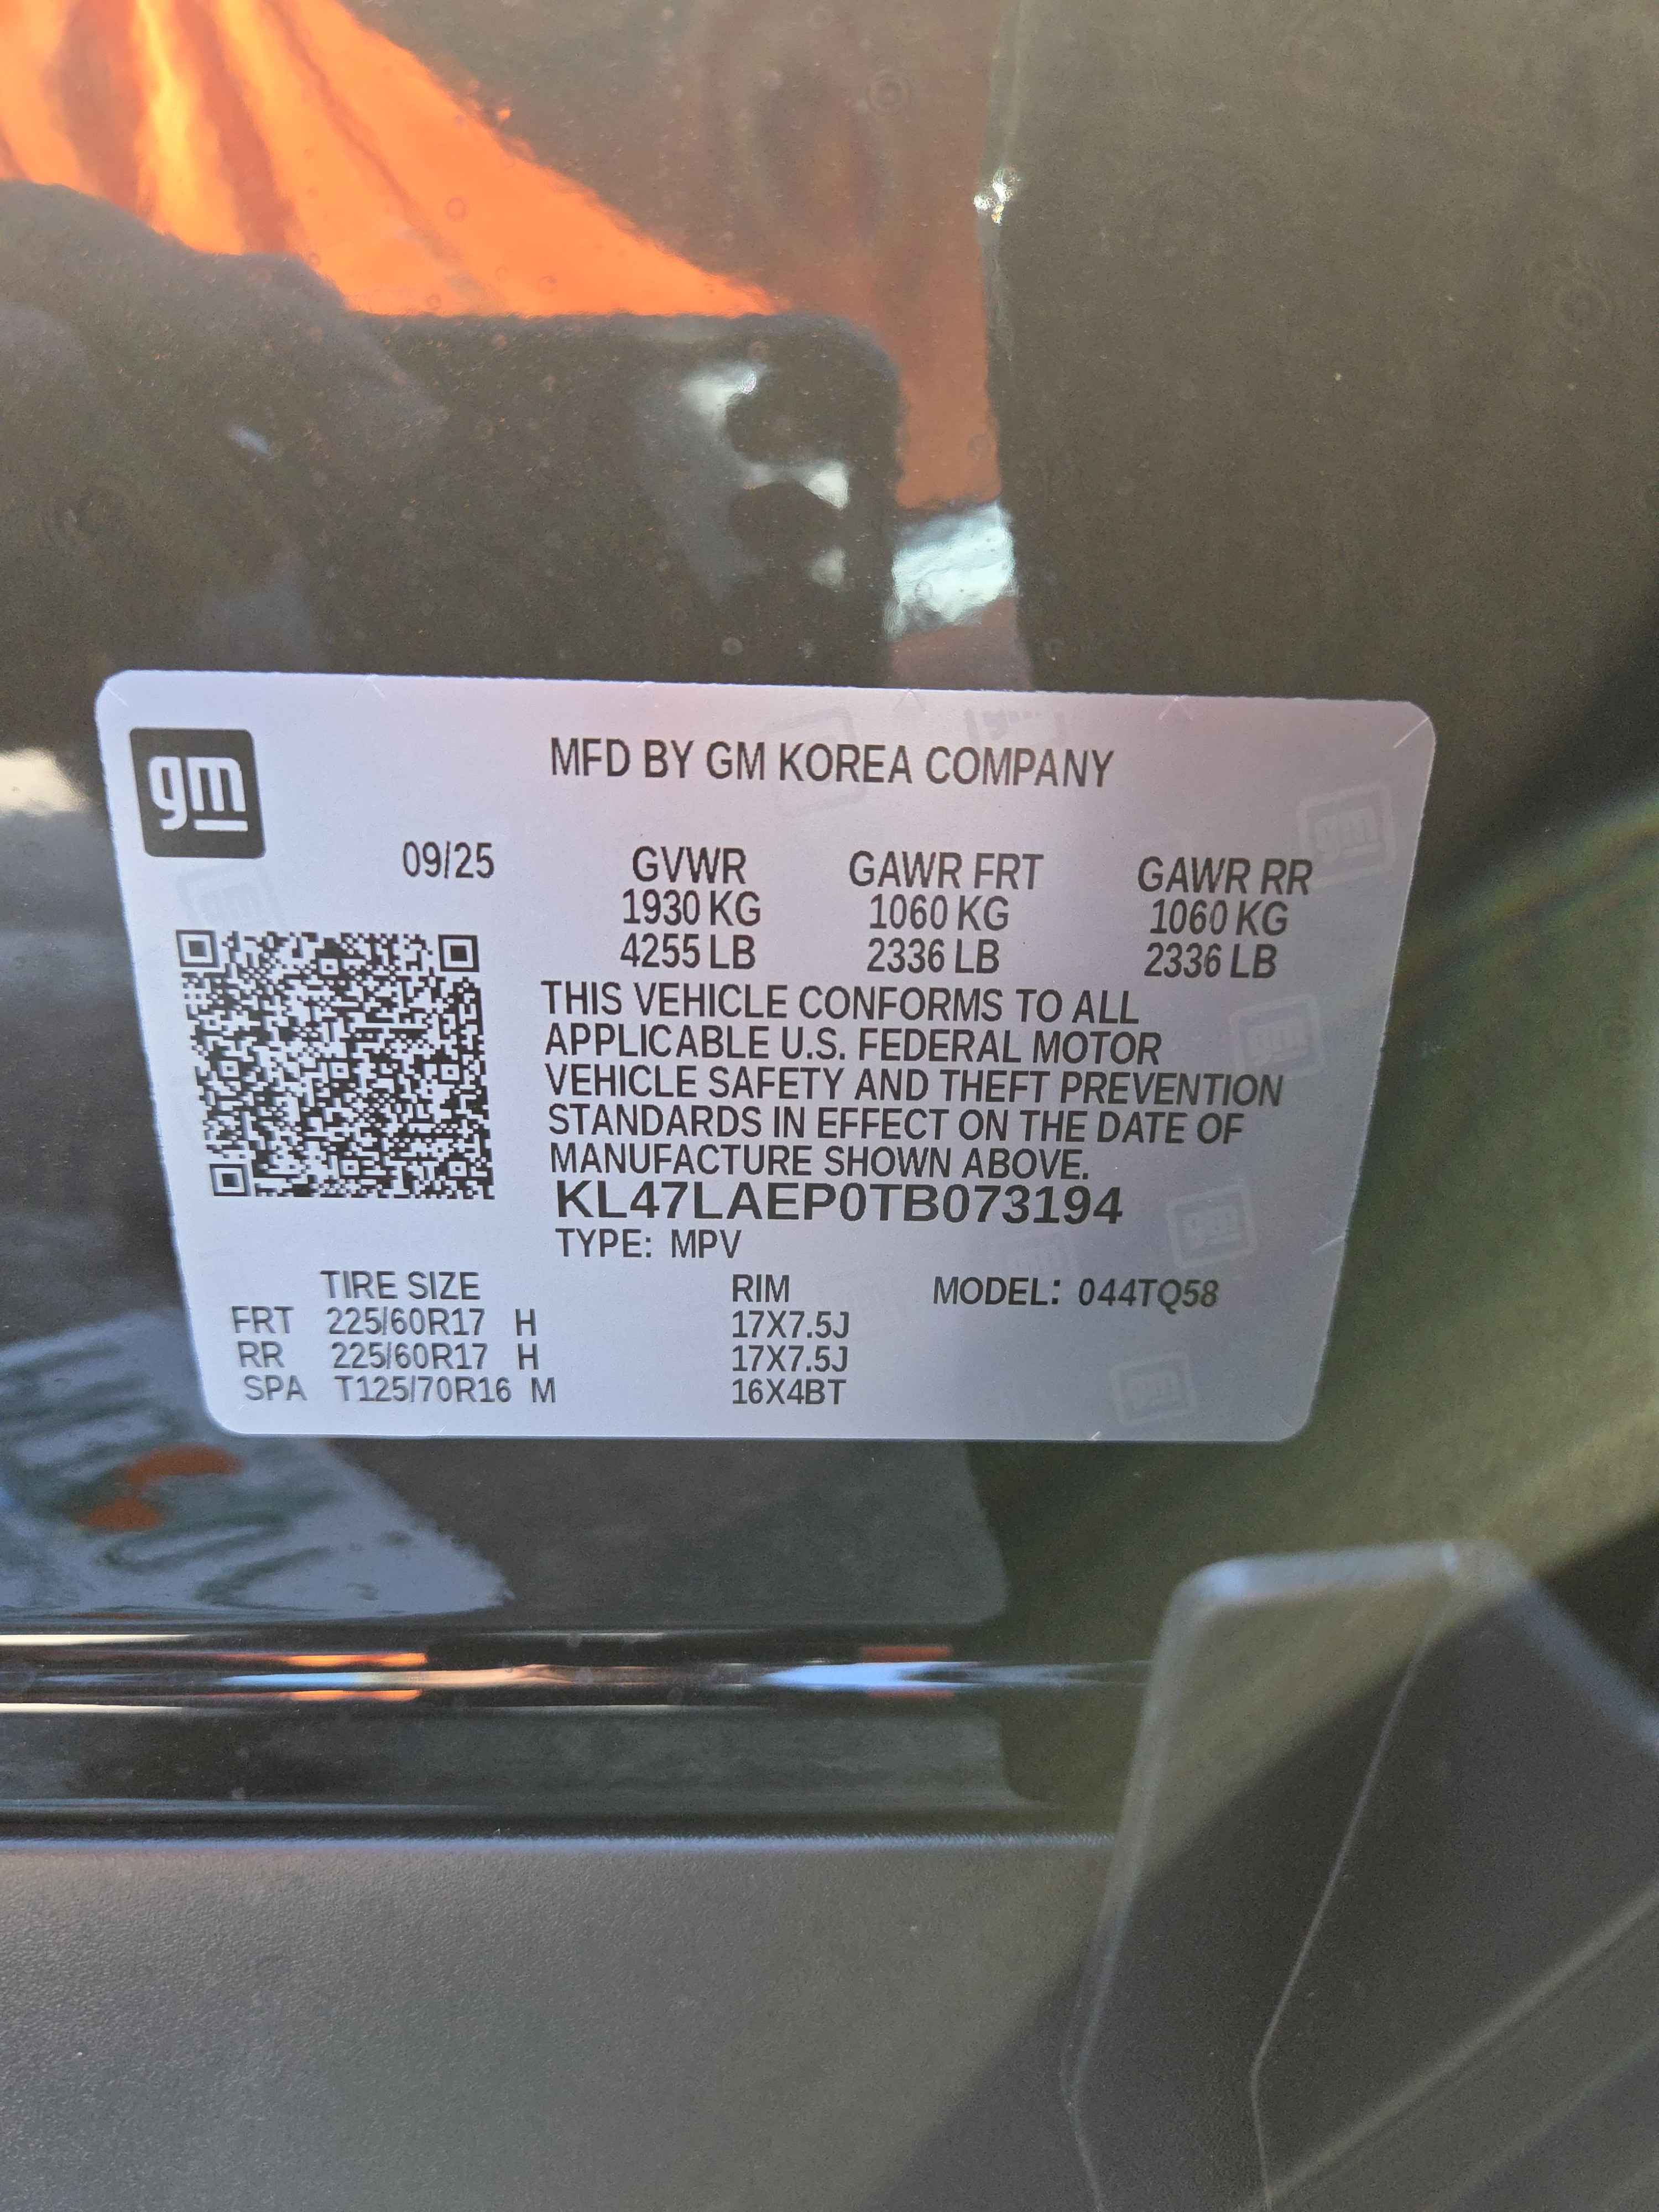 gm
MFD BY GM KOREA COMPANY
09/25 GVWR GAWR FRT GAWR RR
1930 KG 1060 KG 1060 KG
4255 LB 2336 LB 2336 LB
THIS VEHICLE CONFORMS TO ALL
APPLICABLE U.S. FEDERAL MOTOR
VEHICLE SAFETY AND THEFT PREVENTION
STANDARDS IN EFFECT ON THE DATE OF
MANUFACTURE SHOWN ABOVE.
KL47LAEP0TB073194
TYPE: MPV
TIRE SIZE RIM MODEL: 044TQ58
FRT 225/60R17 H 17X7.5J
RR 225/60R17 H 17X7.5J
SPA T125/70R16 M 16X4BT